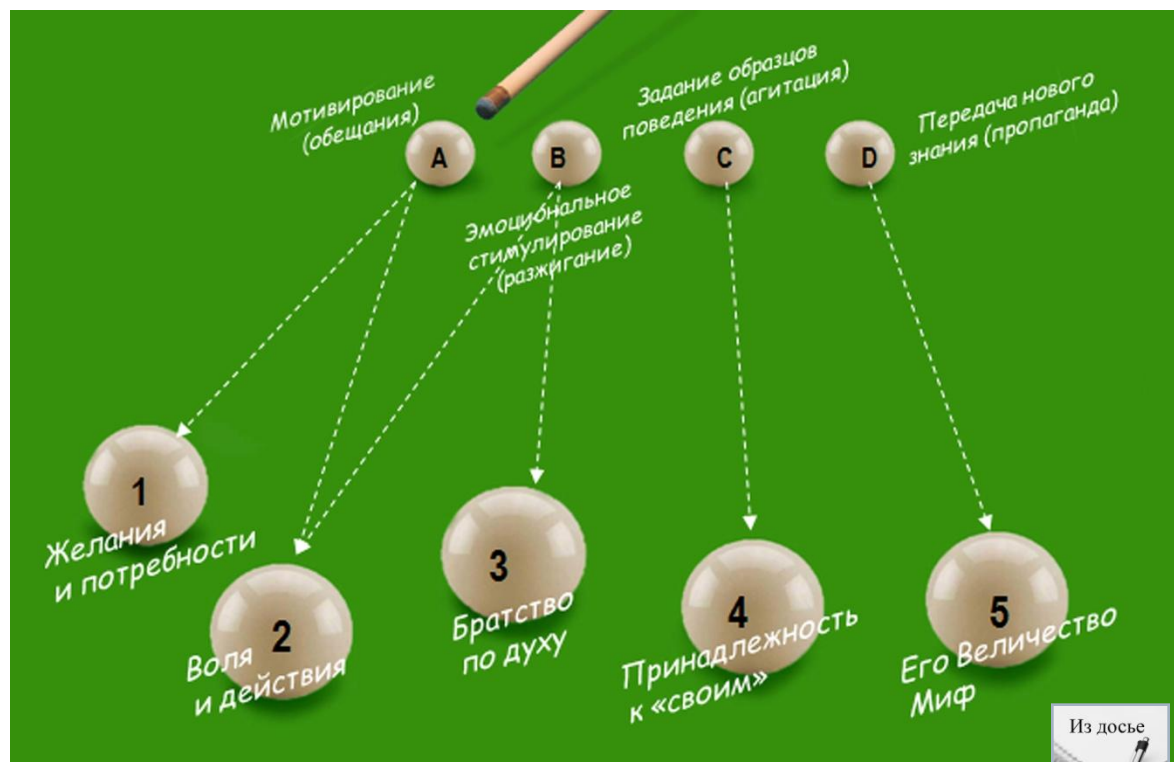 Мотивирование
(обещания)
A
B
Эмоциональное
стимулирование
(разжигание)
Задание образцов
поведения (агитация)
C
D
Передача нового
знания (пропаганда)
1
Желания
и потребности
2
Воля
и действия
3
Братство
по духу
4
Принадлежность
к «своим»
5
Его Величество
Миф
Из досье